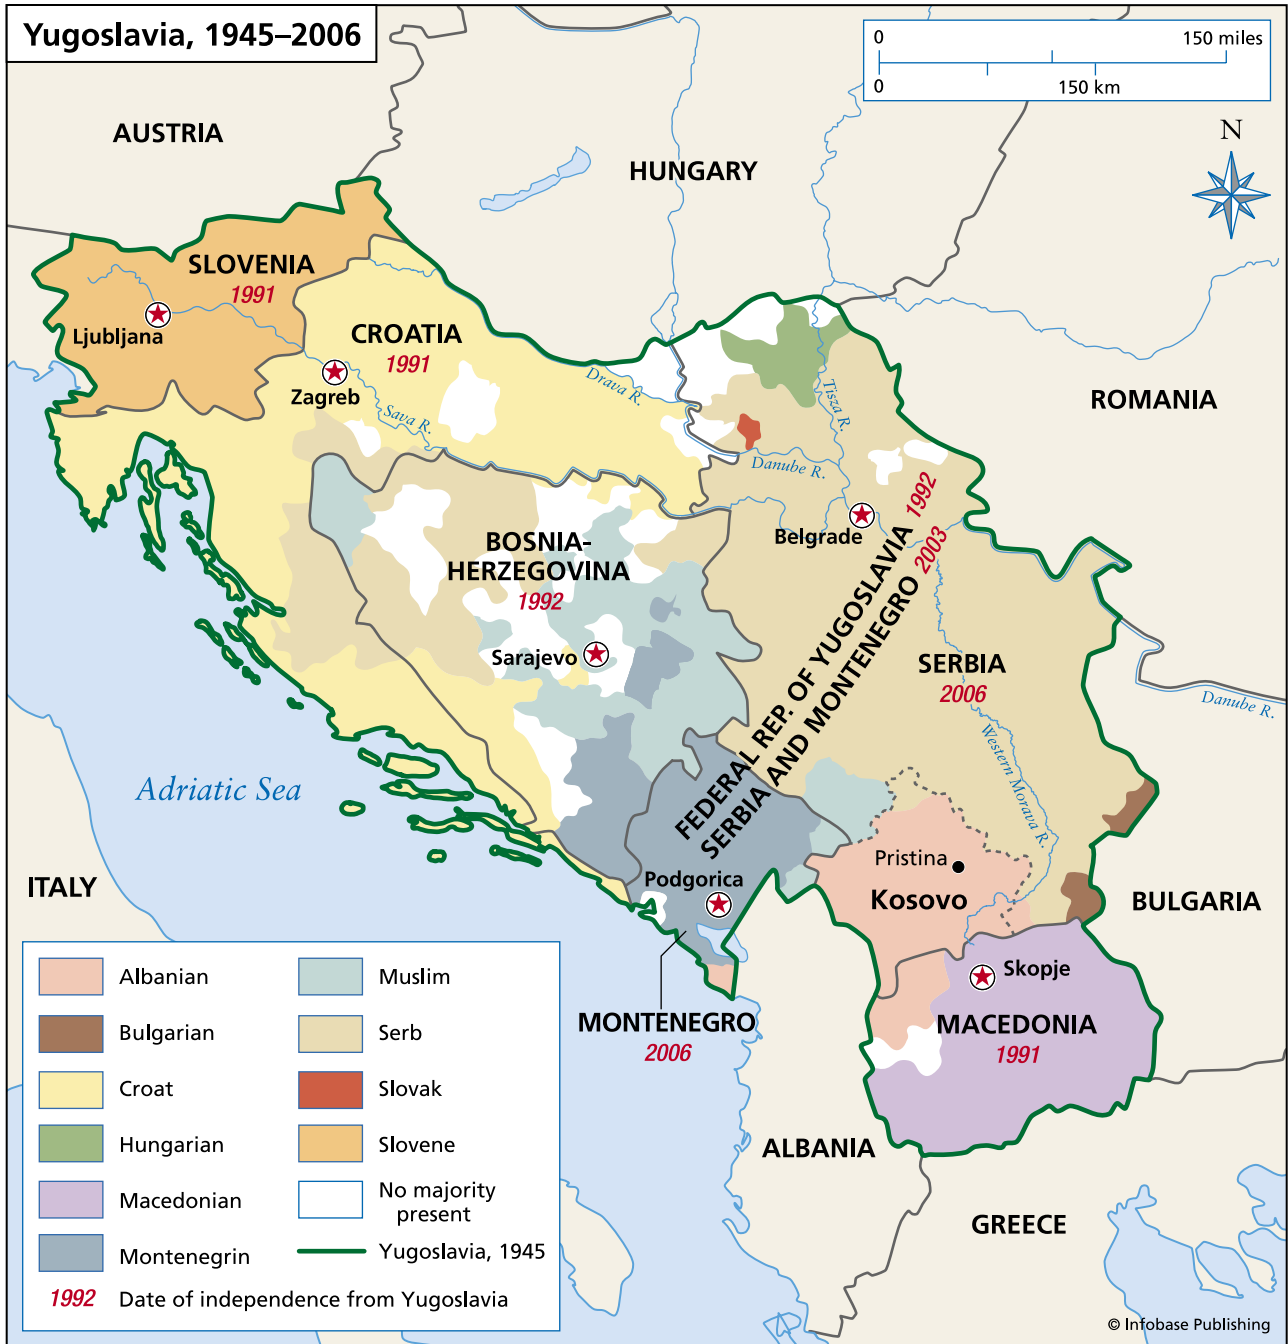 Yugoslavia, 1945–2006
0
150 miles
0
150 km
N
AUSTRIA
HUNGARY
SLOVENIA
1991
Ljubljana
CROATIA
1991
Zagreb
Sava R.
Drava R.
Tisza R.
ROMANIA
Danube R.
BOSNIA-
HERZEGOVINA
1992
Sarajevo
Belgrade
FEDERAL REP. OF YUGOSLAVIA 1992
SERBIA AND MONTENEGRO 2003
SERBIA
2006
Danube R.
Western Morava R.
Adriatic Sea
ITALY
Podgorica
Pristina
Kosovo
BULGARIA
Skopje
MACEDONIA
1991
MONTENEGRO
2006
ALBANIA
GREECE
Albanian
Bulgarian
Croat
Hungarian
Macedonian
Montenegrin
Muslim
Serb
Slovak
Slovene
No majority
present
Yugoslavia, 1945
1992 Date of independence from Yugoslavia
© Infobase Publishing